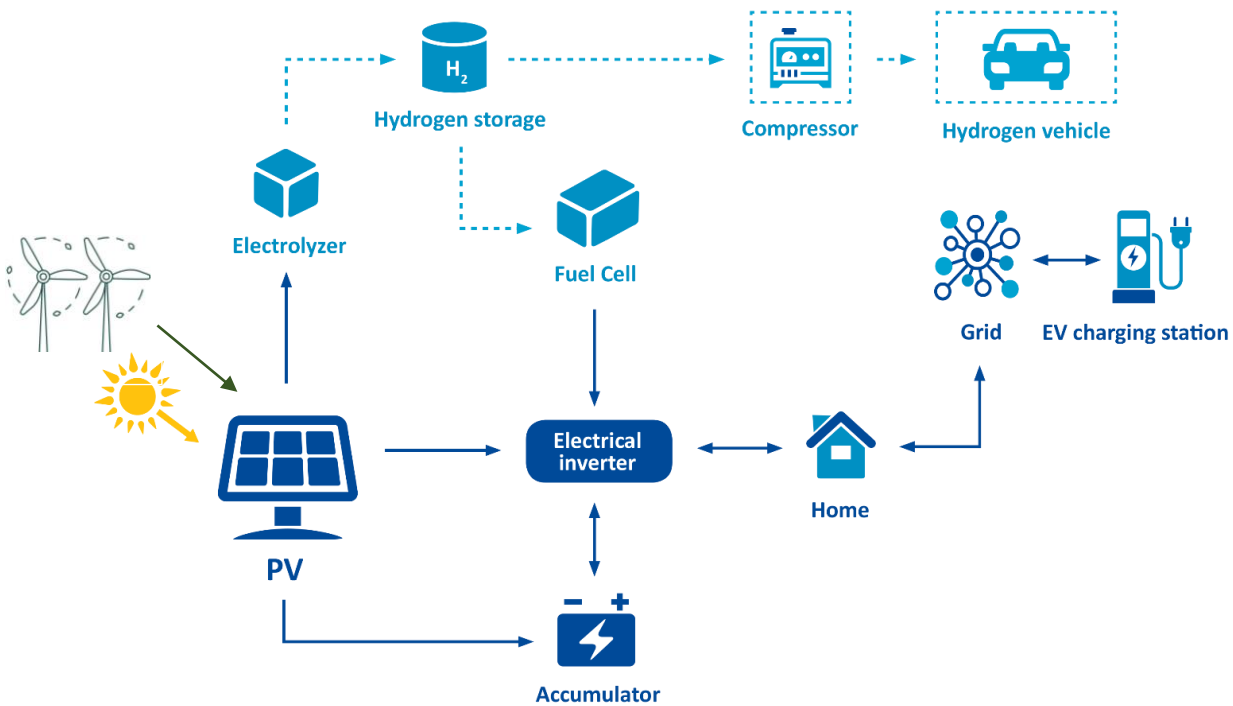 H₂
Hydrogen storage
Compressor
Hydrogen vehicle
Electrolyzer
Fuel Cell
Grid
EV charging station
Electrical
inverter
Home
PV
Accumulator